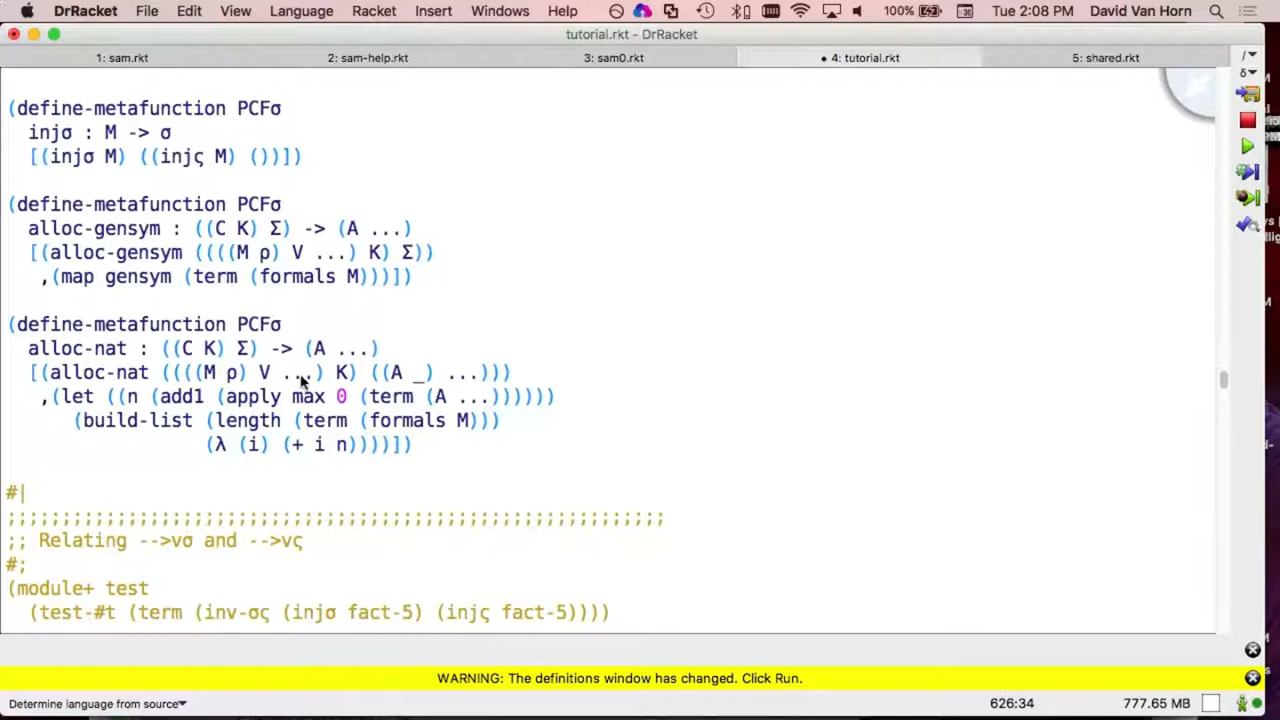 DrRacket File Edit View Language Racket Insert Windows Help 100% Tue 2:08 PM David Van Horn
tutorial.rkt - DrRacket
1: sam.rkt 2: sam-help.rkt 3: sam0.rkt • 4: tutorial.rkt 5: shared.rkt
(define-metafunction PCFσ
injσ : M -> σ
[(injσ M) ((injς M) ())])
(define-metafunction PCFσ
alloc-gensym : ((C K) Σ) -> (A ...)
[(alloc-gensym ((((M ρ) V ...) K) Σ))
,(map gensym (term (formals M)))])
(define-metafunction PCFσ
alloc-nat : ((C K) Σ) -> (A ...)
[(alloc-nat ((((M ρ) V ...) K) ((A _) ...)))
,(let ((n (add1 (apply max 0 (term (A ...))))))
(build-list (length (term (formals M)))
(λ (i) (+ i n))))])
#|
;;;;;;;;;;;;;;;;;;;;;;;;;;;;;;;;;;;;;;;;;;;;;;;;;;;;;;;;;;;;
;; Relating -->vσ and -->vς
#;
(module+ test
(test-#t (term (inv-σς (injσ fact-5) (injς fact-5))))
WARNING: The definitions window has changed. Click Run.
Determine language from source 626:34 777.65 MB